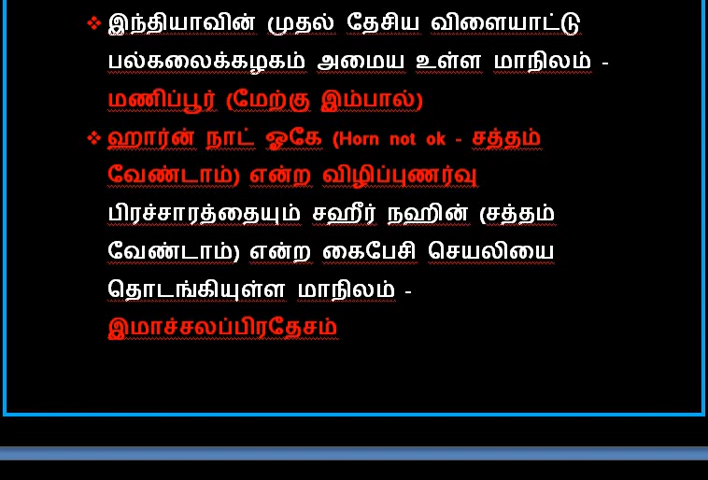 ❖ இந்தியாவின் முதல் தேசிய விளையாட்டு
பல்கலைக்கழகம் அமைய உள்ள மாநிலம் -
மணிப்பூர் (மேற்கு இம்பால்)
❖ ஹார்ன் நாட் ஓகே (Horn not ok - சத்தம்
வேண்டாம்) என்ற விழிப்புணர்வு
பிரச்சாரத்தையும் சஹீர் நஹின் (சத்தம்
வேண்டாம்) என்ற கைபேசி செயலியை
தொடங்கியுள்ள மாநிலம் -
இமாச்சலப்பிரதேசம்